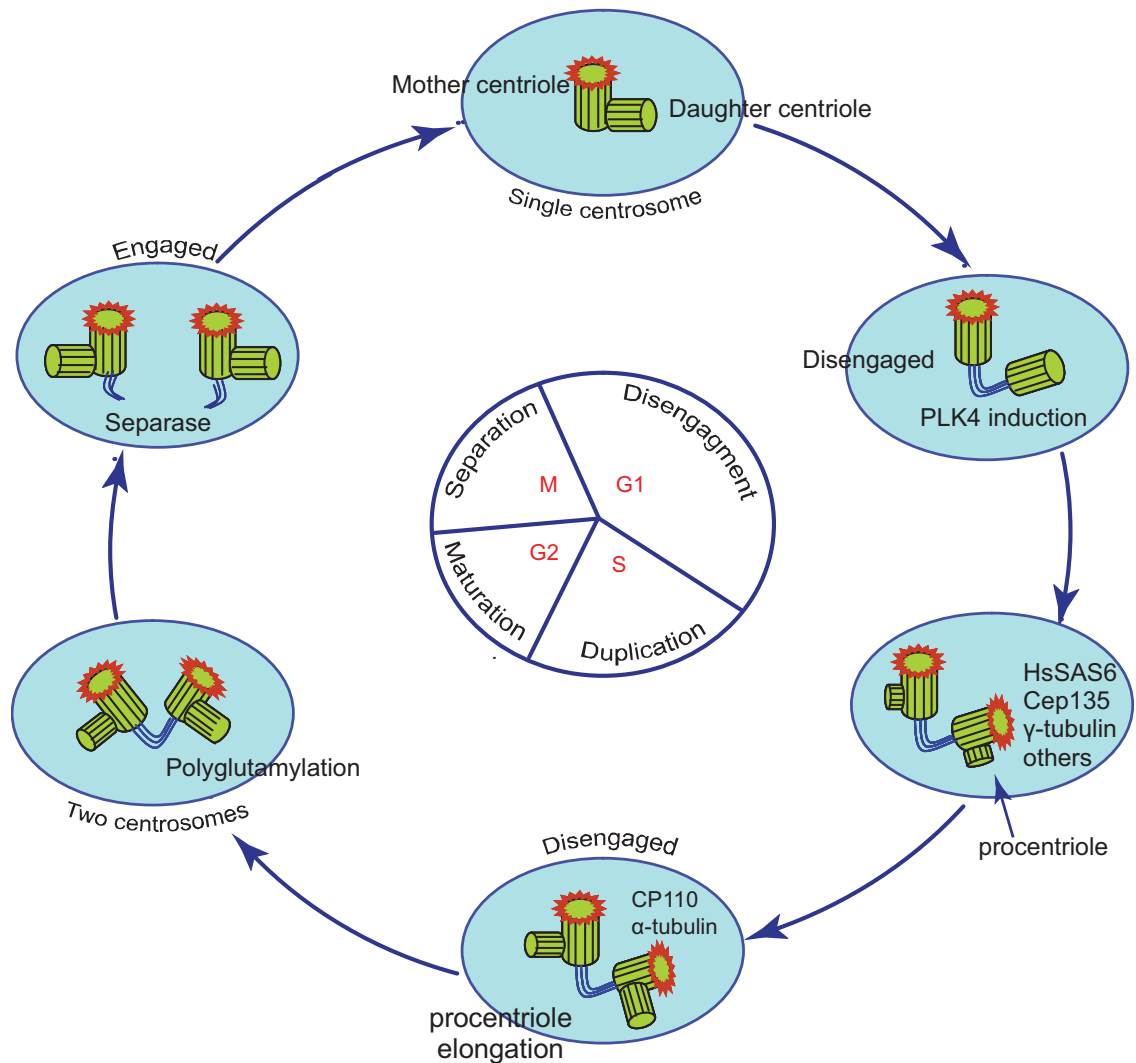 Mother centriole
Daughter centriole
Single centrosome
Engaged
Separase
Disengaged
PLK4 induction
Separation
Disengagment
M
G1
G2
S
Maturation
Duplication
HsSAS6
Cep135
γ-tubulin
others
procentriole
Polyglutamylation
Two centrosomes
Disengaged
CP110
α-tubulin
procentriole
elongation